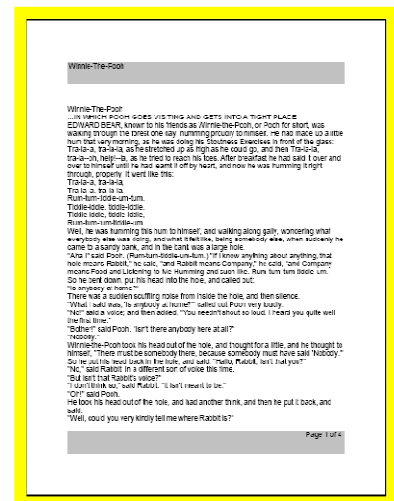 Winnie-The-Pooh
Winnie-The-Pooh
...IN WHICH POOH GOES VISITING AND GETS INTO A TIGHT PLACE
EDWARD BEAR, known to his friends as Winnie-the-Pooh, or Pooh for short, was
walking through the forest one day, humming proudly to himself. He had made up a little
hum that very morning, as he was doing his Stoutness Exercises in front of the glass:
Tra-la-la, tra-la-la, as he stretched up as high as he could go, and then Tra-la-la,
tra-la--oh, help!--la, as he tried to reach his toes. After breakfast he had said it over and
over to himself until he had learnt it off by heart, and now he was humming it right
through, properly. It went like this:
Tra-la-la, tra-la-la,
Tra-la-la, tra-la-la,
Rum-tum-tiddle-um-tum.
Tiddle-iddle, tiddle-iddle,
Tiddle-iddle, tiddle-iddle,
Rum-tum-tum-tiddle-um.
Well, he was humming this hum to himself, and walking along gaily, wondering what
everybody else was doing, and what it felt like, being somebody else, when suddenly he
came to a sandy bank, and in the bank was a large hole.
"Aha!" said Pooh. (Rum-tum-tiddle-um-tum.) "If I know anything about anything, that
hole means Rabbit," he said, "and Rabbit means Company," he said, "and Company
means Food and Listening-to-Me-Humming and such like. Rum-tum-tum-tiddle-um.
So he bent down, put his head into the hole, and called out:
"Is anybody at home?"
There was a sudden scuffling noise from inside the hole, and then silence.
"What I said was, 'Is anybody at home?'" called out Pooh very loudly.
"No!" said a voice; and then added, "You needn't shout so loud. I heard you quite well
the first time."
"Bother!" said Pooh. "Isn't there anybody here at all?"
"Nobody."
Winnie-the-Pooh took his head out of the hole, and thought for a little, and he thought to
himself, "There must be somebody there, because somebody must have said 'Nobody.'"
So he put his head back in the hole, and said: "Hallo, Rabbit, isn't that you?"
"No," said Rabbit, in a different sort of voice this time.
"But isn't that Rabbit's voice?"
"I don't think so," said Rabbit. "It isn't meant to be."
"Oh!" said Pooh.
He took his head out of the hole, and had another think, and then he put it back, and
said:
"Well, could you very kindly tell me where Rabbit is?"
Page 1 of 4